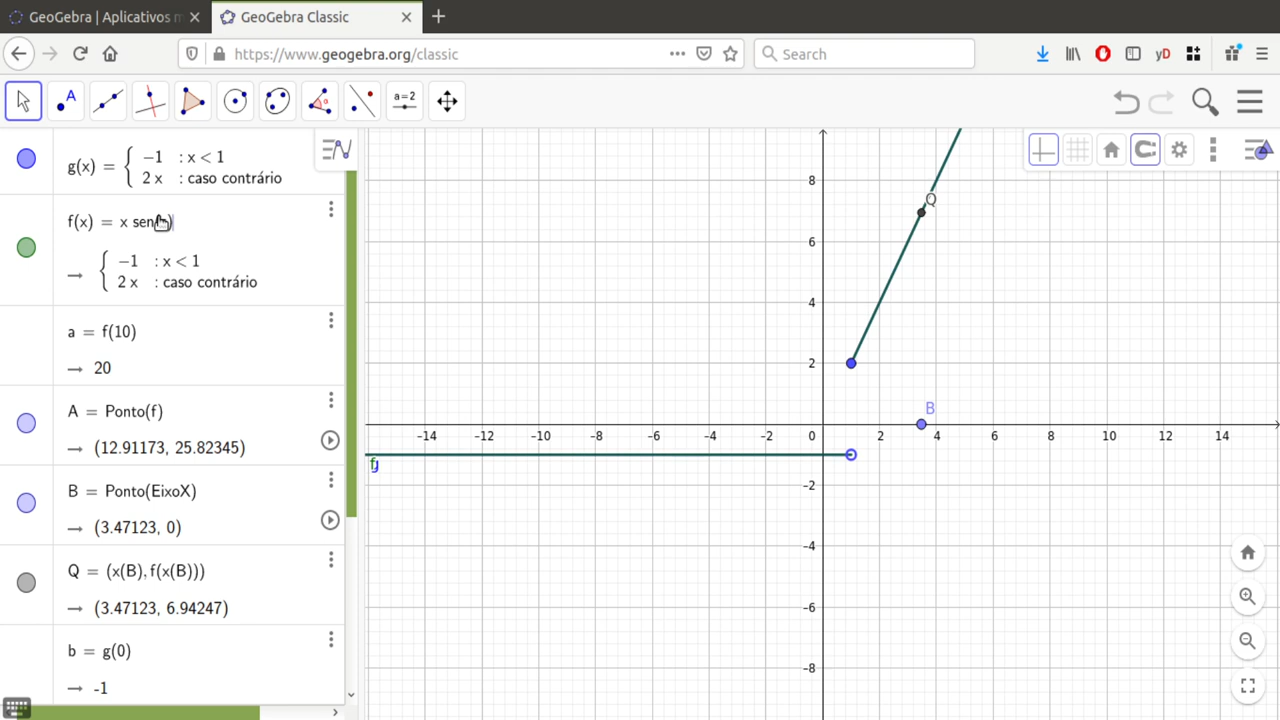 GeoGebra | Aplicativos m
GeoGebra Classic
https://www.geogebra.org/classic
Search
yD
A
α
a=2
g(x) = { −1 : x < 1
2 x : caso contrário
f(x) = x sen
→ { −1 : x < 1
2 x : caso contrário
a = f(10)
→ 20
A = Ponto(f)
→ (12.91173, 25.82345)
B = Ponto(EixoX)
→ (3.47123, 0)
Q = (x(B), f(x(B)))
→ (3.47123, 6.94247)
b = g(0)
→ -1
8
Q
6
4
2
B
-14 -12 -10 -8 -6 -4 -2 0 2 4 6 8 10 12 14
f
-2
-4
-6
-8